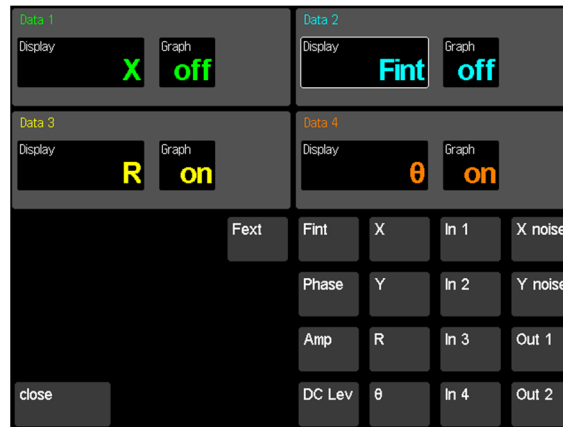 Data 1
Display X Graph off
Data 2
Display Fint Graph off
Data 3
Display R Graph on
Data 4
Display θ Graph on
Fext Fint X In 1 X noise
Phase Y In 2 Y noise
Amp R In 3 Out 1
close DC Lev θ In 4 Out 2